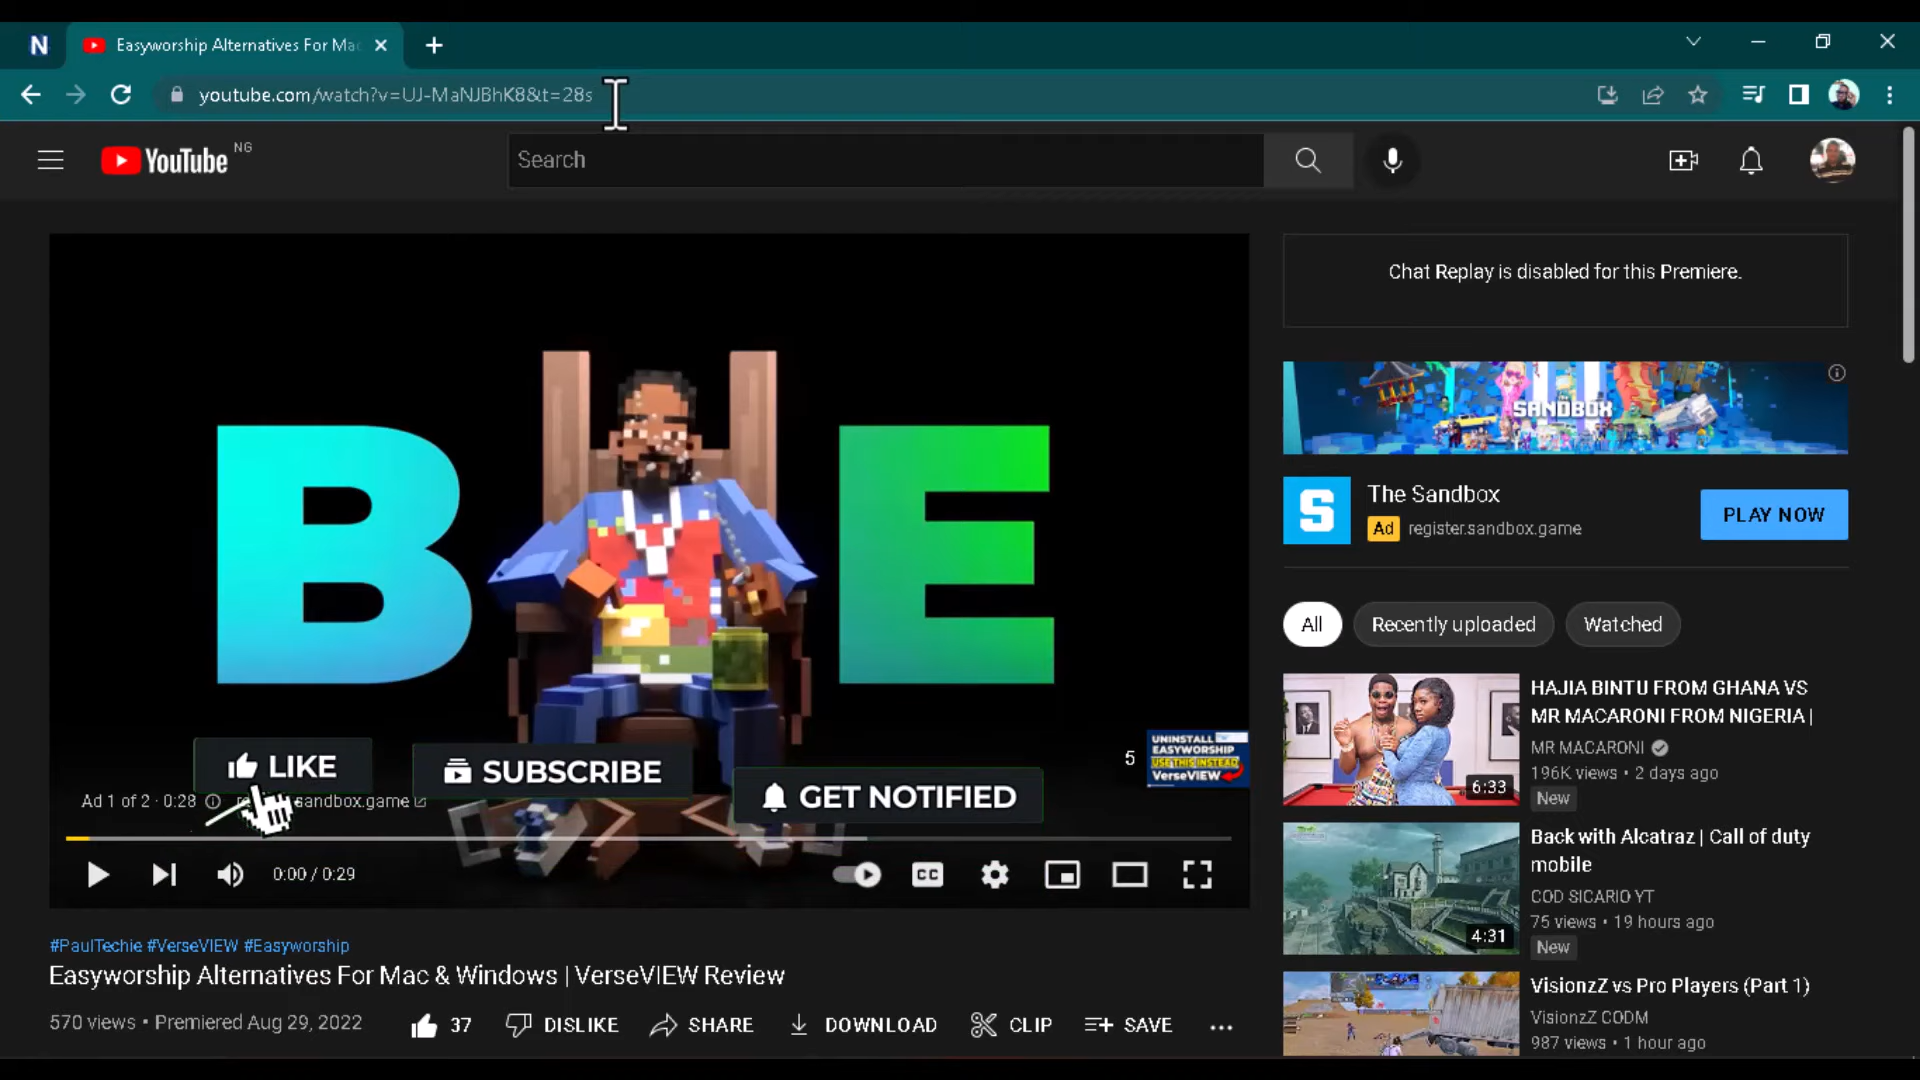 N
Easyworship Alternatives For Mac
youtube.com/watch?v=UJ-MaNJBhK8&t=28s
YouTube NG
Search
Chat Replay is disabled for this Premiere.
SANDBOX
The Sandbox
Ad register.sandbox.game
PLAY NOW
B E
All Recently uploaded Watched
HAJIA BINTU FROM GHANA VS
MR MACARONI FROM NIGERIA |
MR MACARONI
196K views • 2 days ago
New
6:33
Back with Alcatraz | Call of duty
mobile
COD SICARIO YT
75 views • 19 hours ago
New
4:31
VisionzZ vs Pro Players (Part 1)
VisionzZ CODM
987 views • 1 hour ago
LIKE
SUBSCRIBE
GET NOTIFIED
5
UNINSTALL
EASYWORSHIP
USE THIS INSTEAD
VerseVIEW
Ad 1 of 2 · 0:28
sandbox.game
0:00 / 0:29
CC
#PaulTechie #VerseVIEW #Easyworship
Easyworship Alternatives For Mac & Windows | VerseVIEW Review
570 views • Premiered Aug 29, 2022
37 DISLIKE SHARE DOWNLOAD CLIP SAVE ...